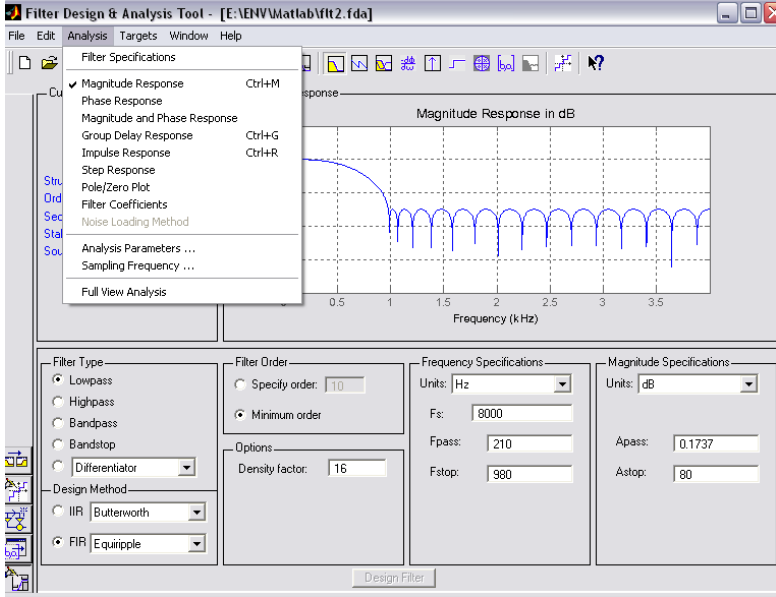 Filter Design & Analysis Tool - [E:\ENV\Matlab\flt2.fda]
File Edit Analysis Targets Window Help
Filter Specifications
Magnitude Response Ctrl+M
Phase Response
Magnitude and Phase Response
Group Delay Response Ctrl+G
Impulse Response Ctrl+R
Step Response
Pole/Zero Plot
Filter Coefficients
Noise Loading Method
Analysis Parameters ...
Sampling Frequency ...
Full View Analysis
Magnitude Response in dB
0.5 1 1.5 2 2.5 3 3.5
Frequency (kHz)
Filter Type
Lowpass
Highpass
Bandpass
Bandstop
Differentiator
Design Method
IIR Butterworth
FIR Equiripple
Filter Order
Specify order: 10
Minimum order
Options
Density factor: 16
Frequency Specifications
Units: Hz
Fs: 8000
Fpass: 210
Fstop: 980
Magnitude Specifications
Units: dB
Apass: 0.1737
Astop: 80
Design Filter